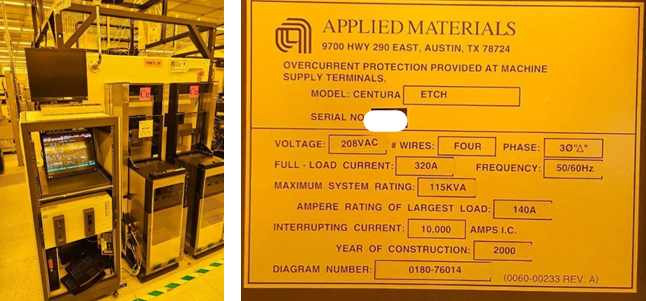 Cu
APPLIED MATERIALS
9700 HWY 290 EAST, AUSTIN, TX 78724
OVERCURRENT PROTECTION PROVIDED AT MACHINE
SUPPLY TERMINALS.
MODEL: CENTURA ETCH
SERIAL NO
VOLTAGE: 208VAC # WIRES: FOUR PHASE: 3Ø"△"
FULL - LOAD CURRENT: 320A FREQUENCY: 50/60Hz
MAXIMUM SYSTEM RATING: 115KVA
AMPERE RATING OF LARGEST LOAD: 140A
INTERRUPTING CURRENT: 10,000 AMPS I.C.
YEAR OF CONSTRUCTION: 2000
DIAGRAM NUMBER: 0180-76014
(0060-00233 REV. A)